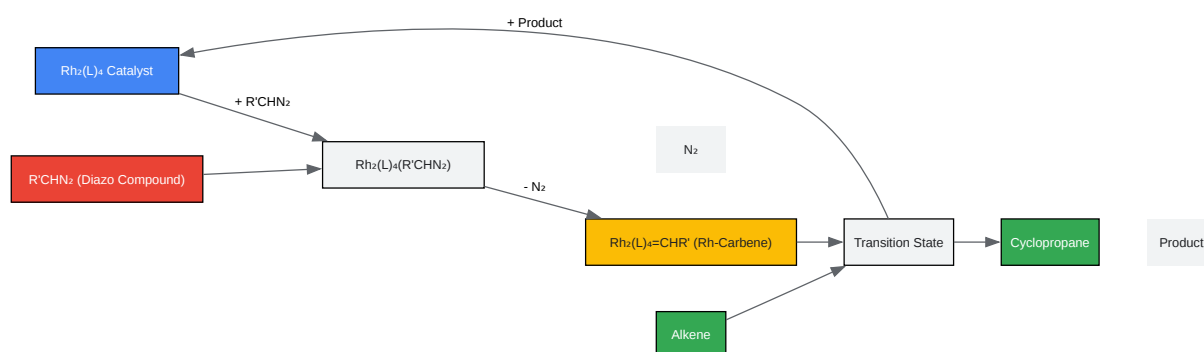 + Product
Rh₂(L)₄ Catalyst
+ R'CHN₂
R'CHN₂ (Diazo Compound)
Rh₂(L)₄(R'CHN₂)
N₂
- N₂
Rh₂(L)₄=CHR' (Rh-Carbene)
Transition State
Cyclopropane
Product
Alkene